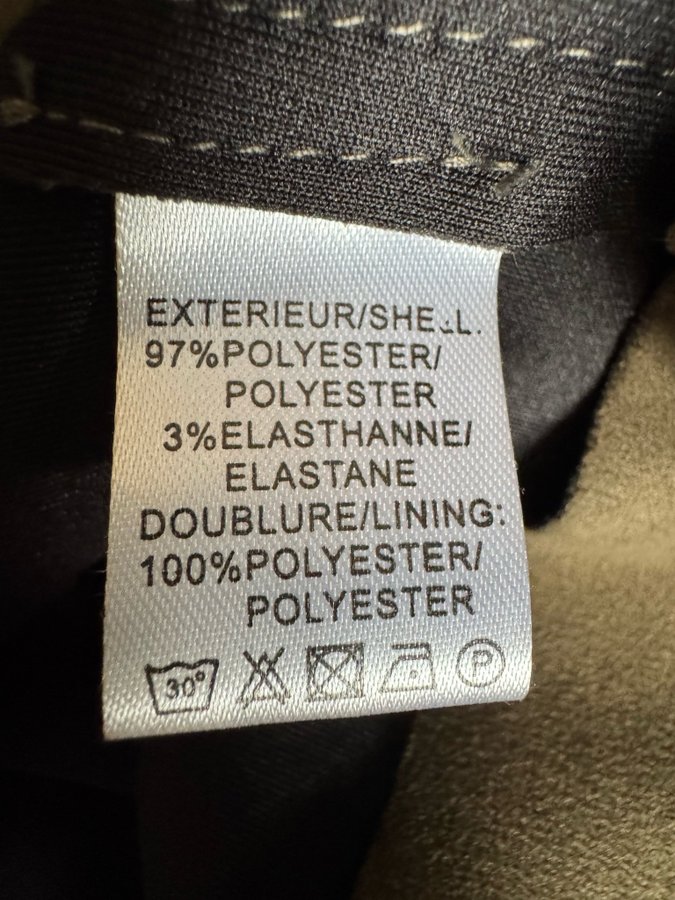 EXTERIEUR/SHELL.
97%POLYESTER/
POLYESTER
3%ELASTHANNE/
ELASTANE
DOUBLURE/LINING:
100%POLYESTER/
POLYESTER
30°
P